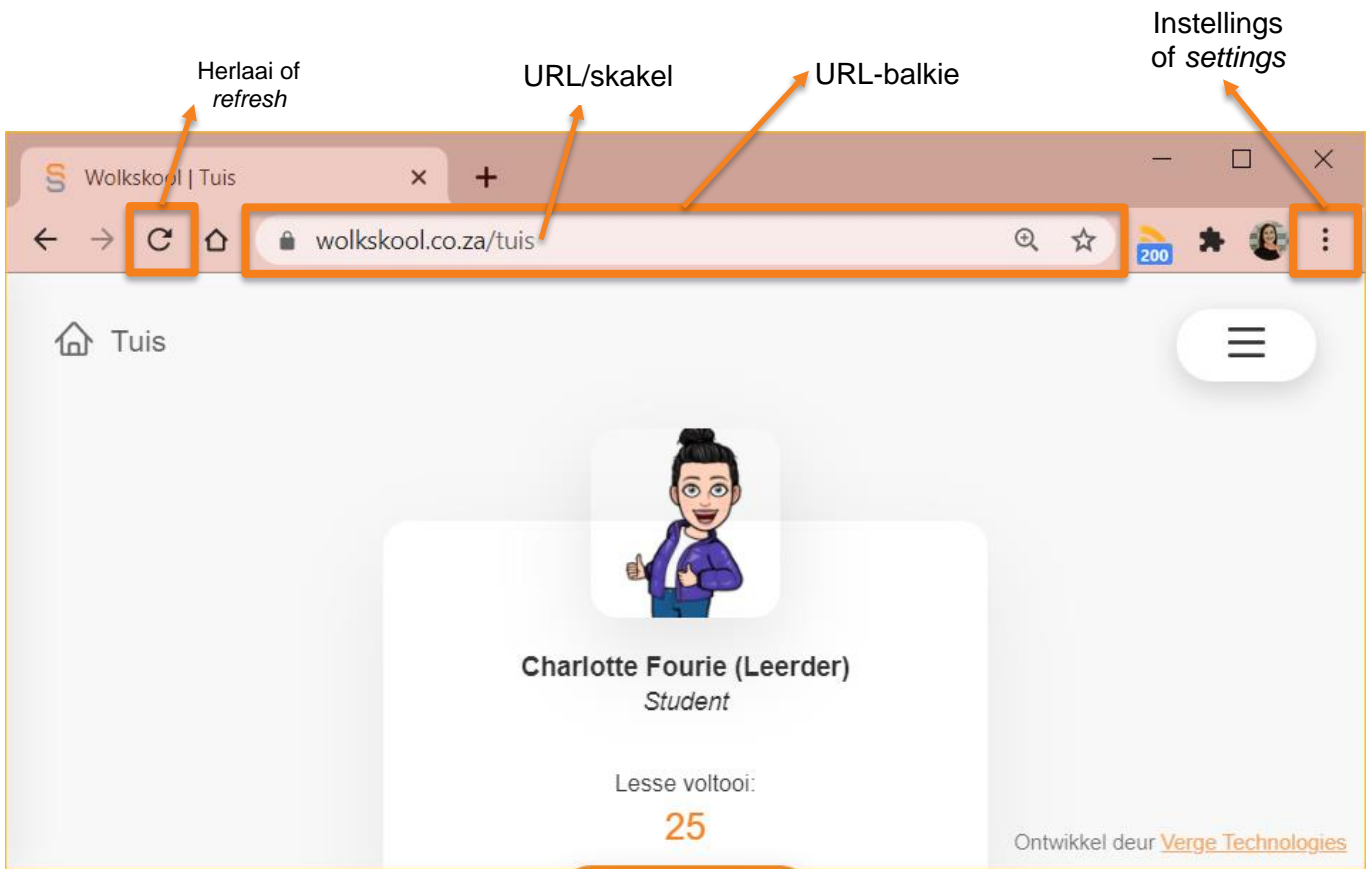 Instellings
of settings
Herlaai of
refresh
URL/skakel
URL-balkie
Wolkskool | Tuis
wolkskool.co.za/tuis
200
Tuis
Charlotte Fourie (Leerder)
Student
Lesse voltooi:
25
Ontwikkel deur Verge Technologies